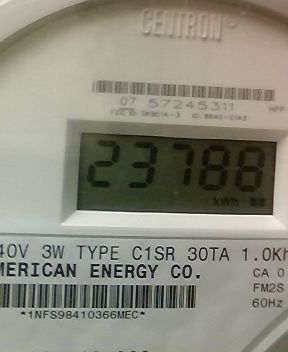 CENTRON
07 57245311
23788
kWh
40V 3W TYPE C1SR 30TA 1.0Kh
MERICAN ENERGY CO.
CA 0
FM2S
60Hz
*1NFS98410366MEC*